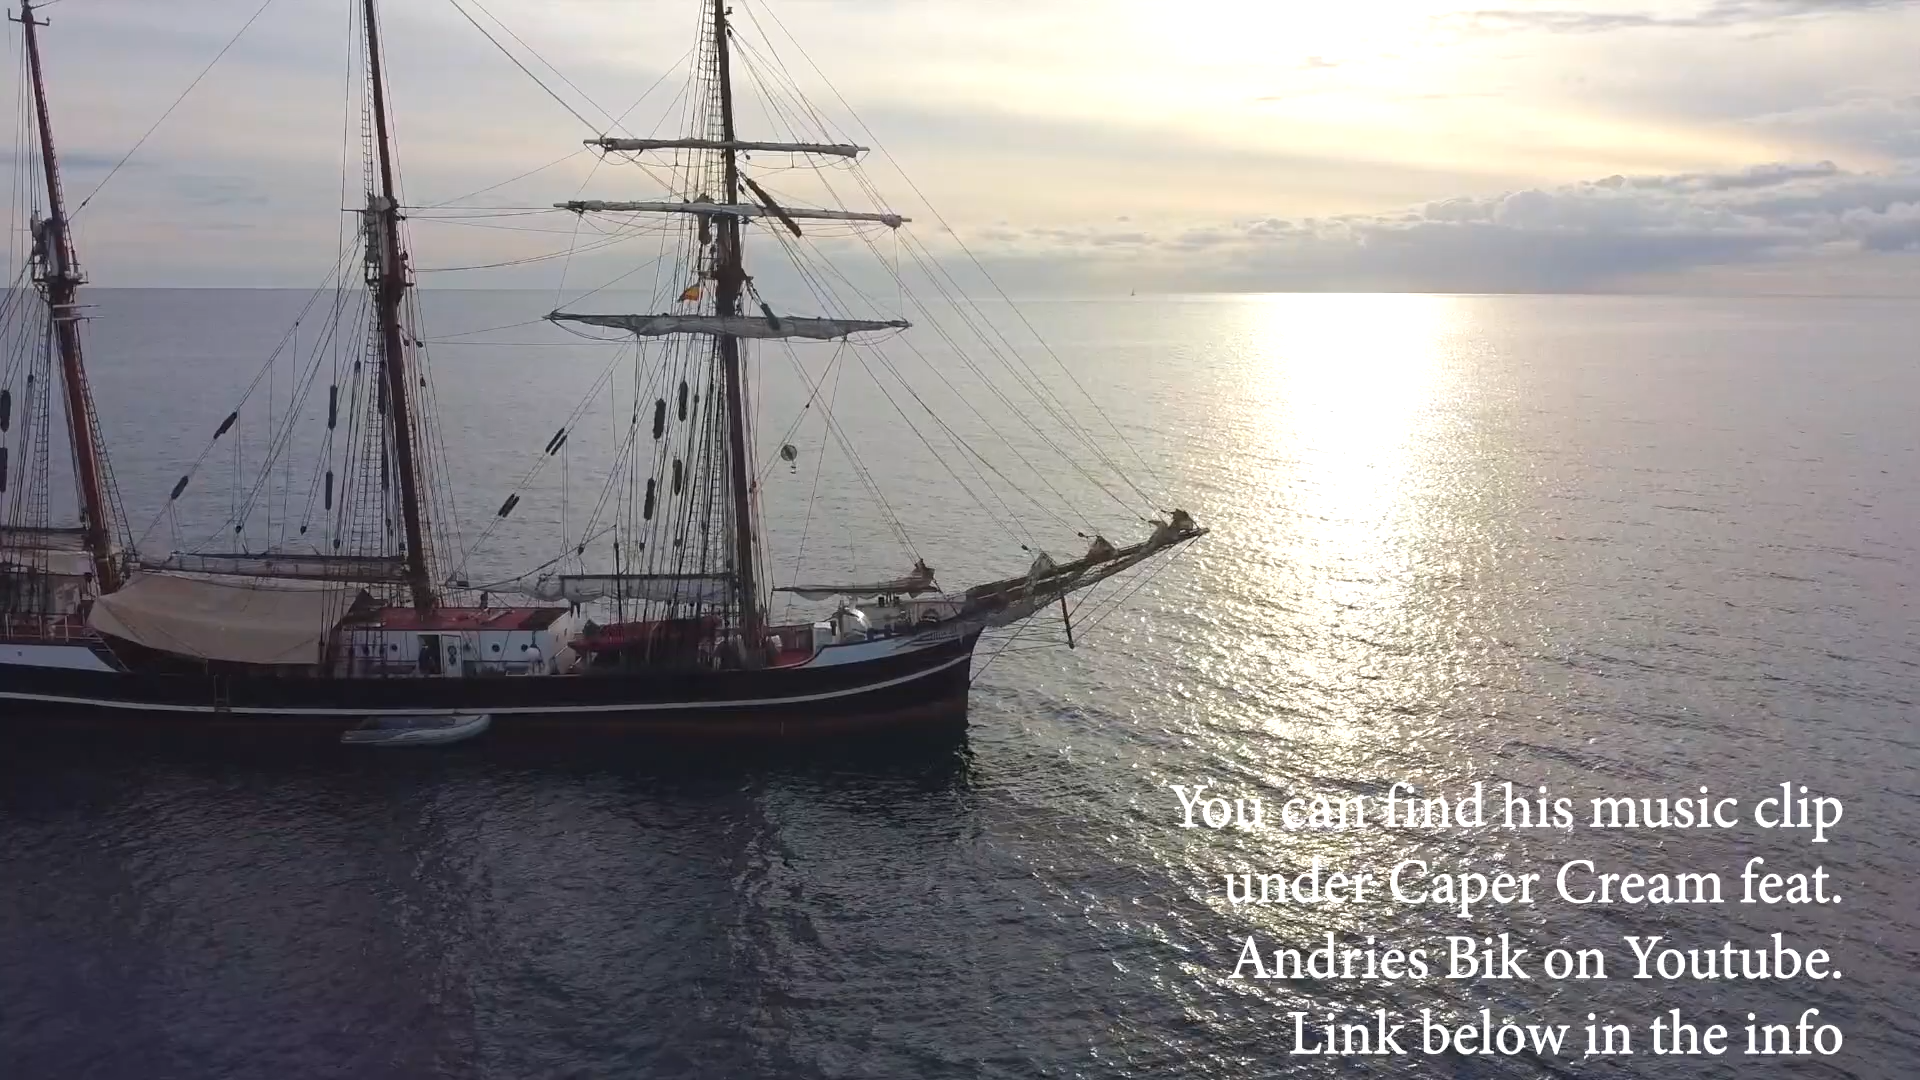 You can find his music clip
under Caper Cream feat.
Andries Bik on Youtube.
Link below in the info